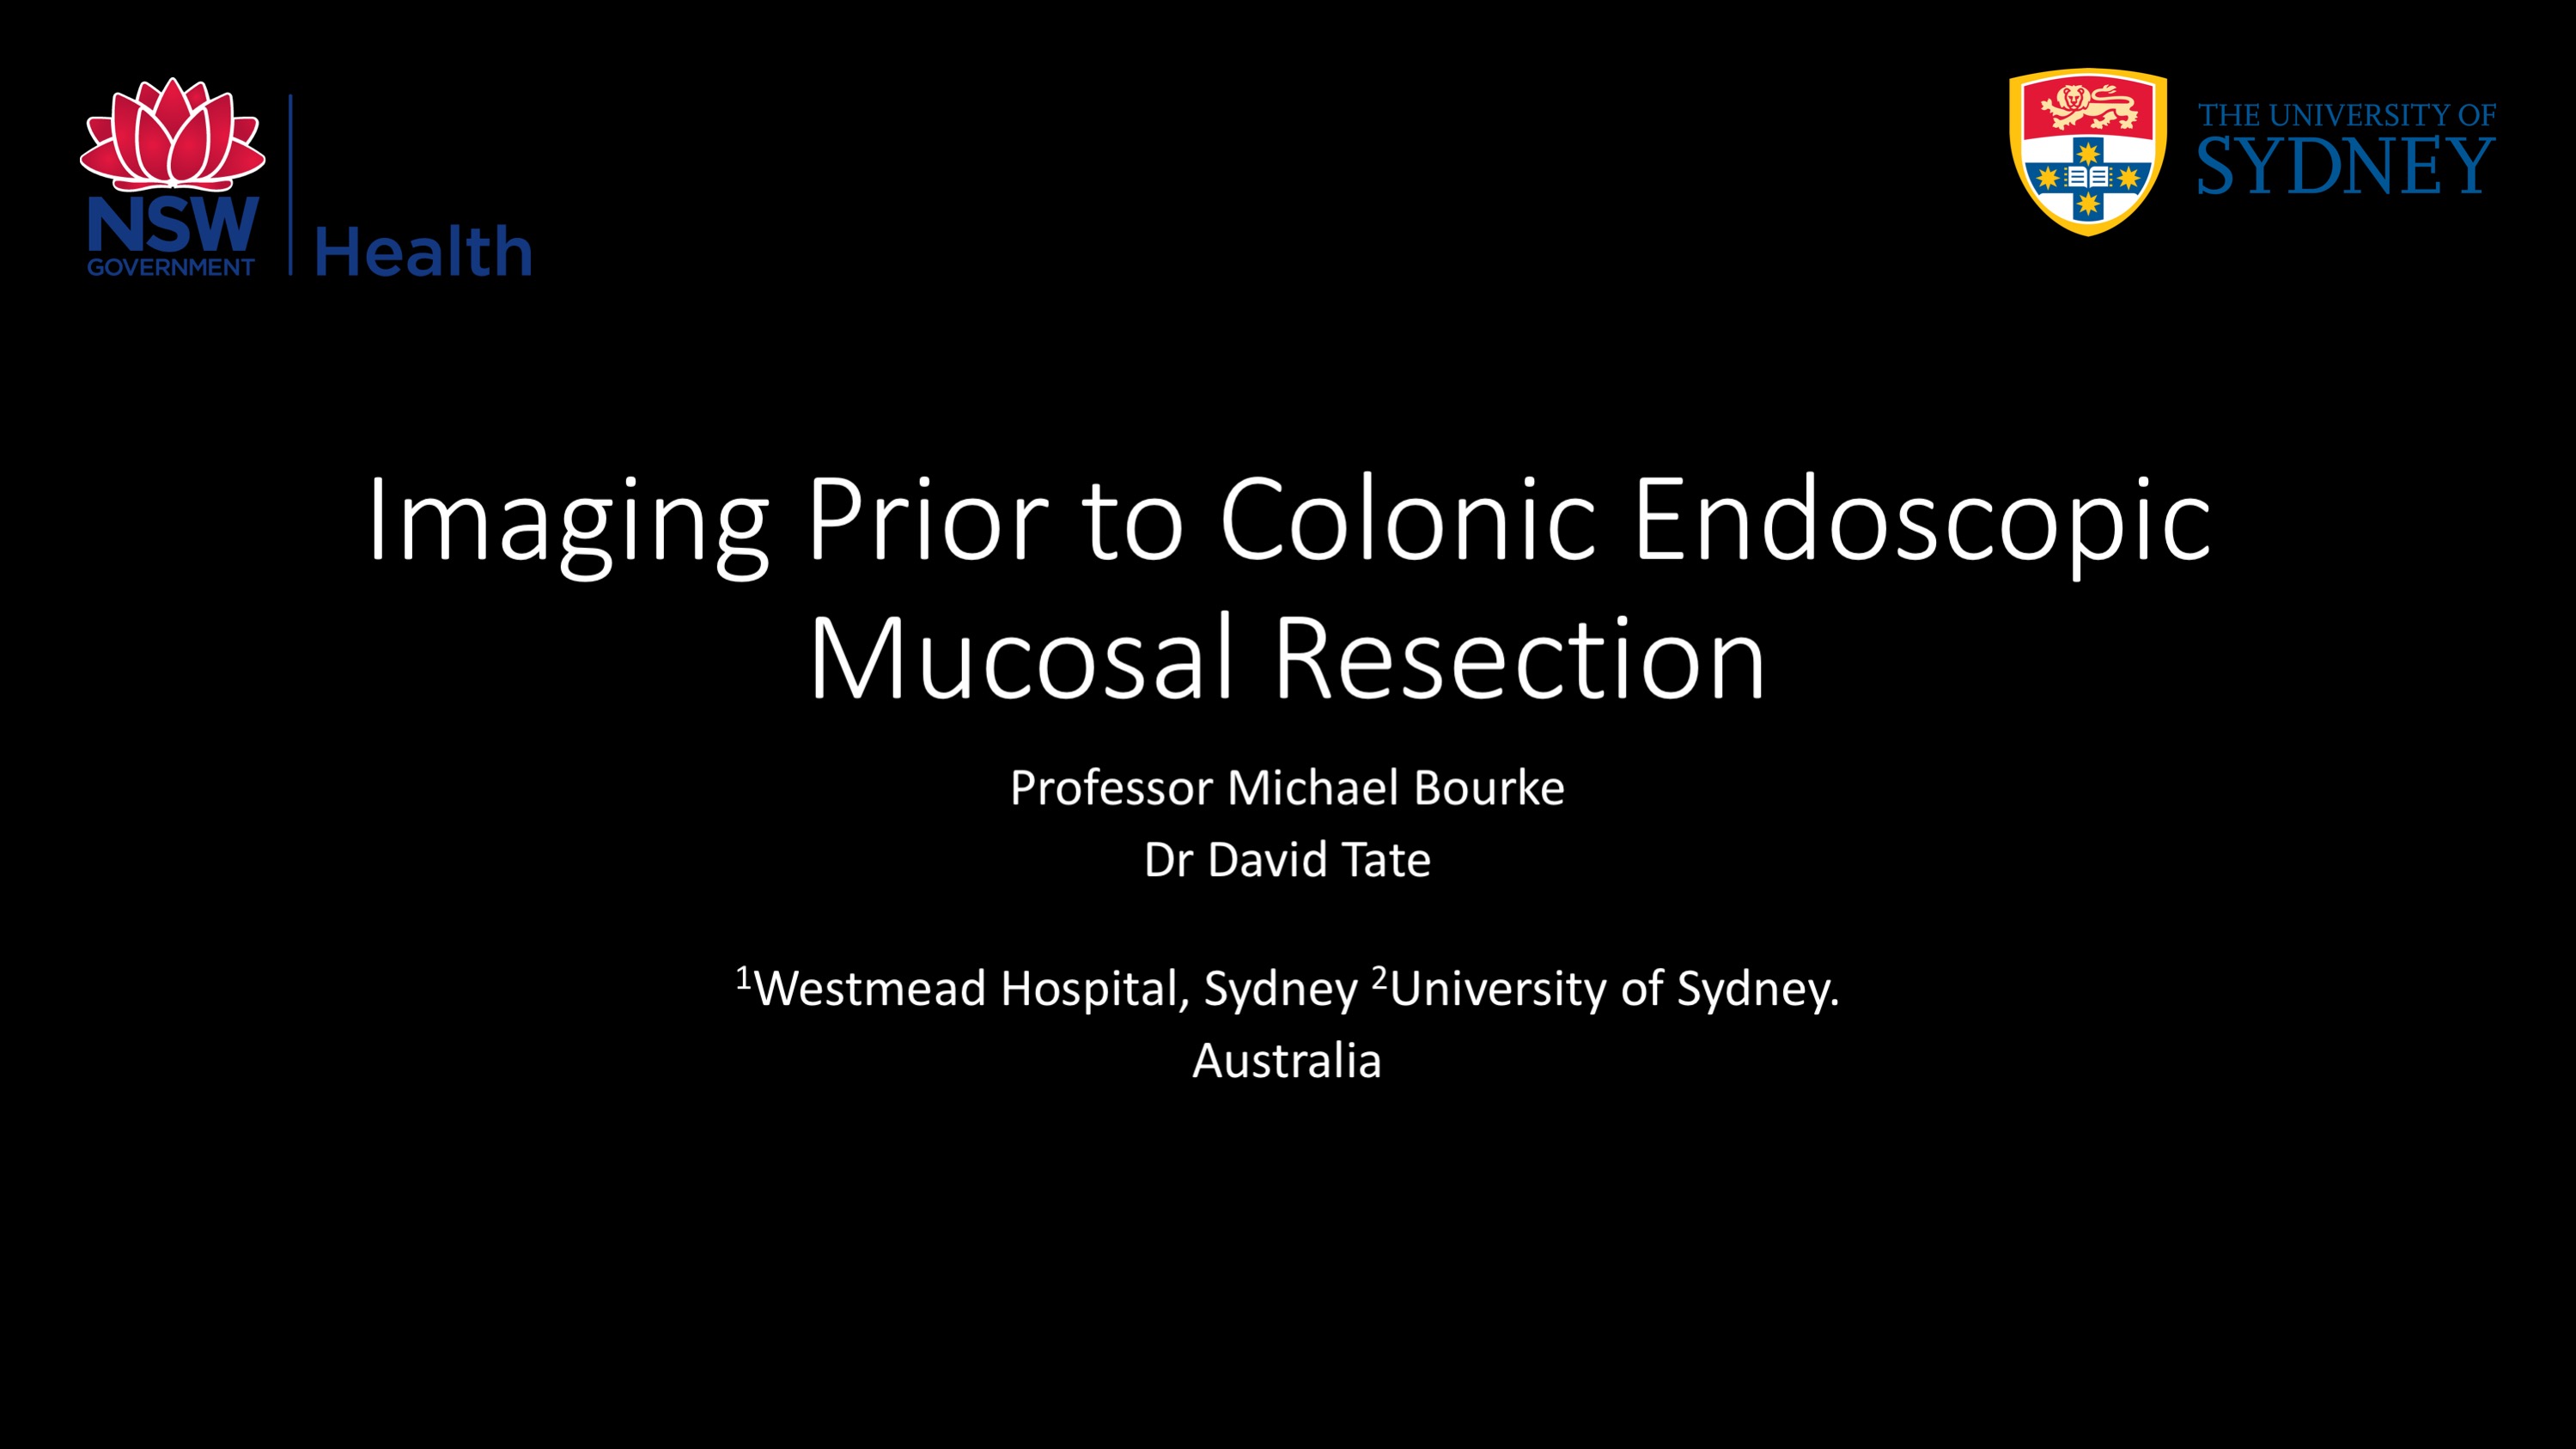 NSW
GOVERNMENT
Health
THE UNIVERSITY OF
SYDNEY
Imaging Prior to Colonic Endoscopic
Mucosal Resection
Professor Michael Bourke
Dr David Tate
¹Westmead Hospital, Sydney ²University of Sydney.
Australia